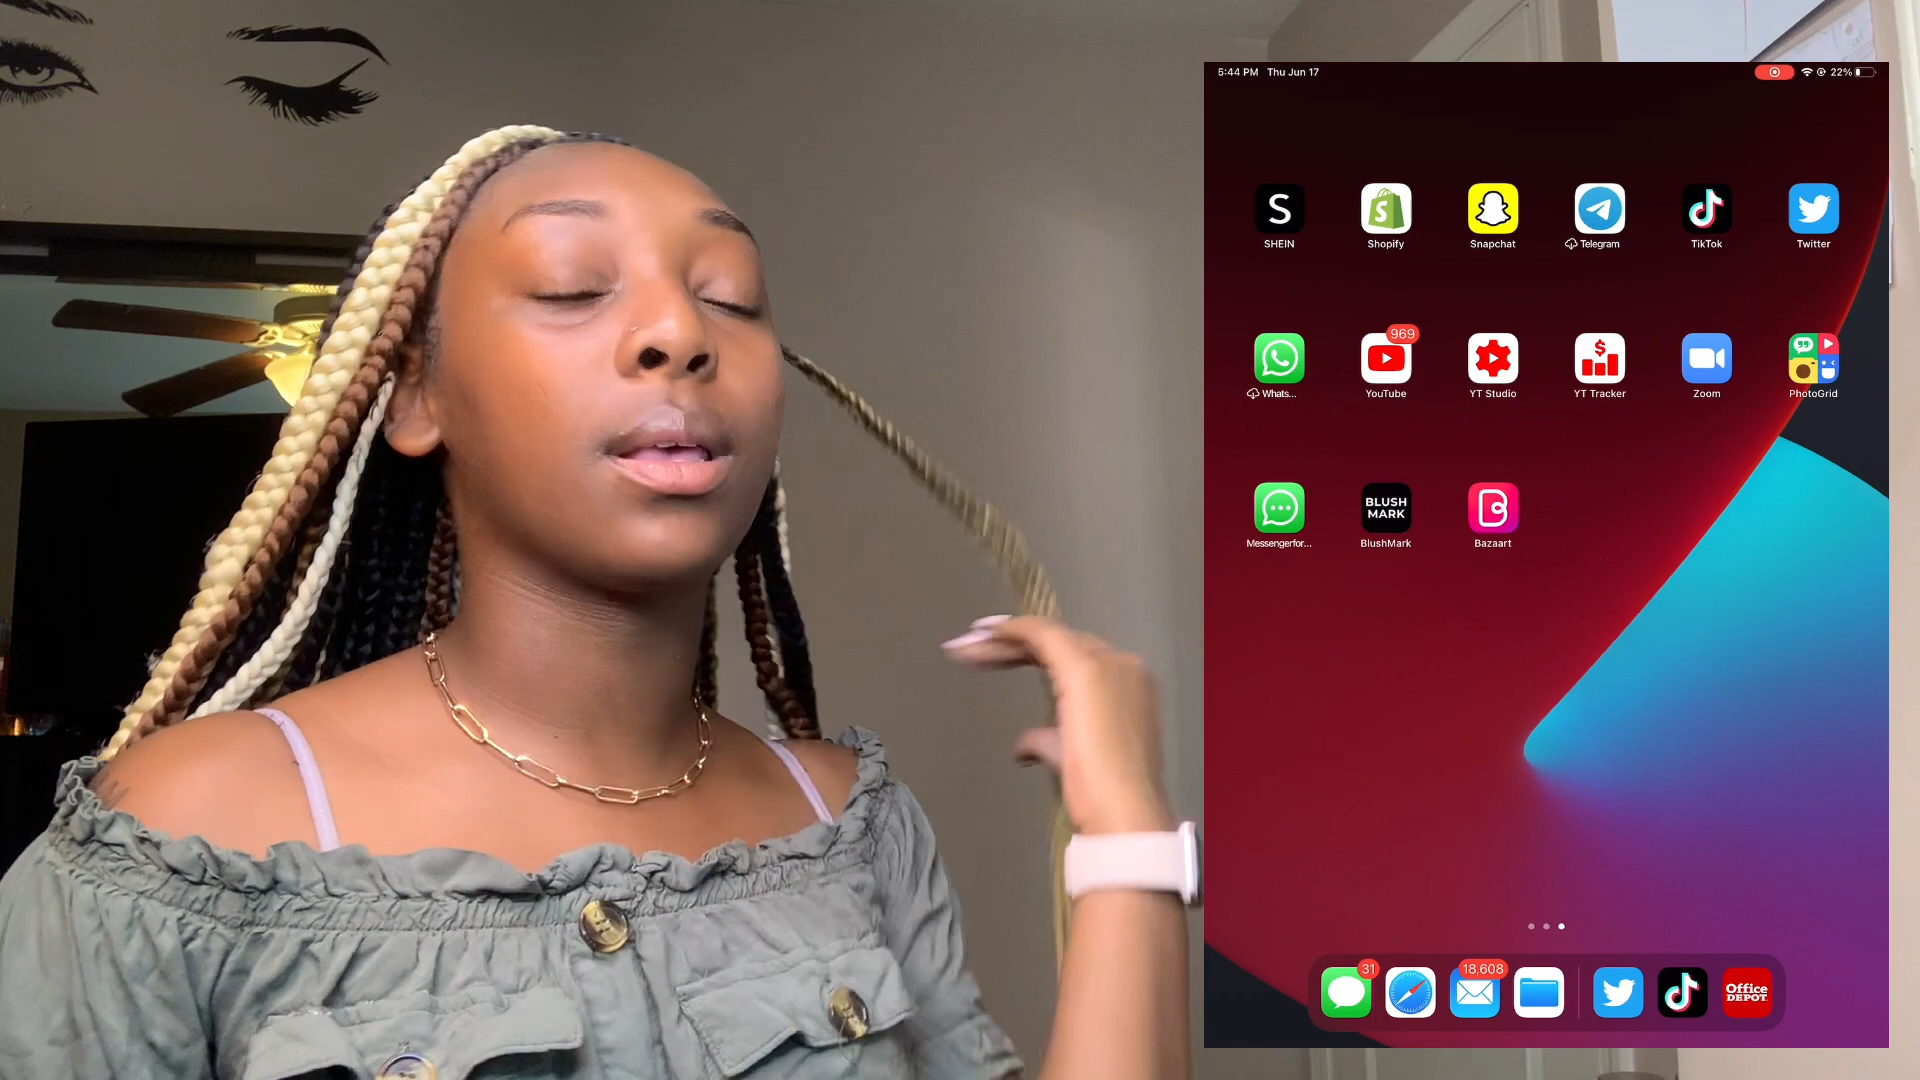 5:44 PM Thu Jun 17
22%
S
SHEIN
S
Shopify
Snapchat
Telegram
TikTok
Twitter
Whats...
969
YouTube
YT Studio
$
YT Tracker
Zoom
PhotoGrid
Messengerfor...
BLUSH
MARK
BlushMark
B
Bazaart
31
18,608
Office
DEPOT